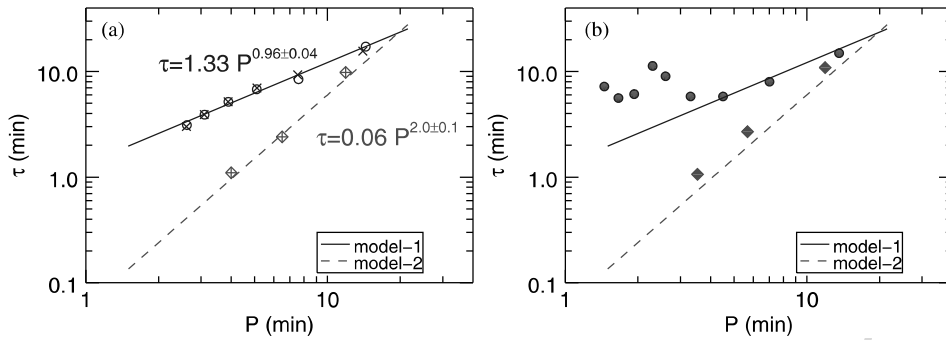 (a)
τ=1.33 P^0.96±0.04
τ=0.06 P^2.0±0.1
τ (min)
10.0
1.0
0.1
model-1
model-2
1
10
P (min)
(b)
τ (min)
10.0
1.0
0.1
model-1
model-2
1
10
P (min)